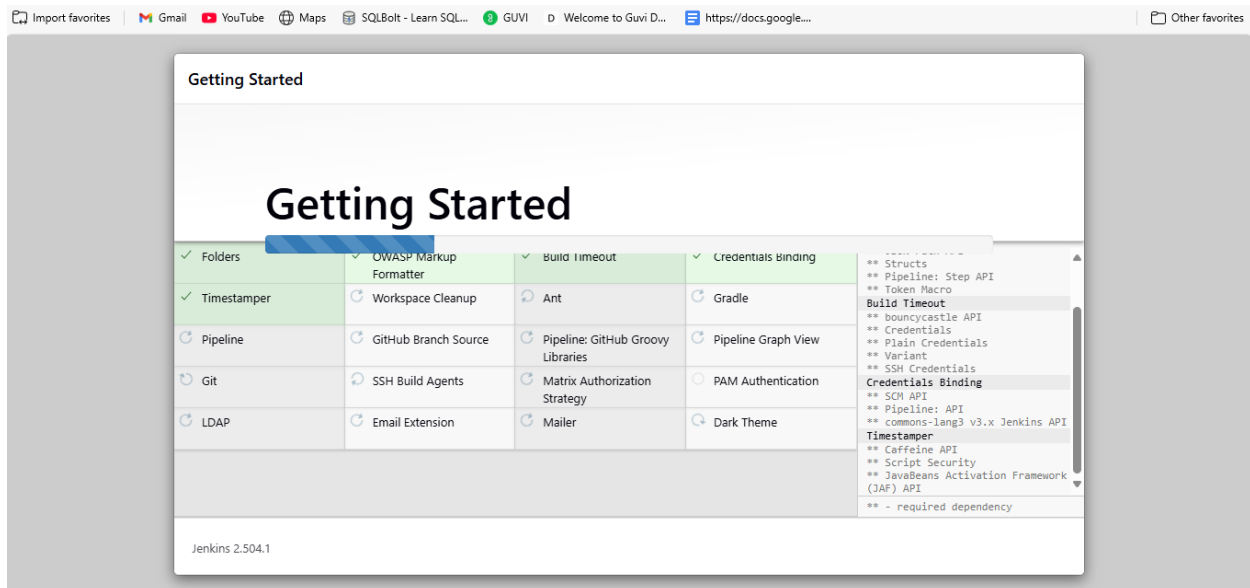 Import favorites
Gmail
YouTube
Maps
SQLBolt - Learn SQL...
GUVI
Welcome to Guvi D...
https://docs.google....
Other favorites
Getting Started
Getting Started
Folders
OWASP Markup
Formatter
Build Timeout
Credentials Binding
Timestamper
Workspace Cleanup
Ant
Gradle
Pipeline
GitHub Branch Source
Pipeline: GitHub Groovy
Libraries
Pipeline Graph View
Git
SSH Build Agents
Matrix Authorization
Strategy
PAM Authentication
LDAP
Email Extension
Mailer
Dark Theme
** Structs
** Pipeline: Step API
** Token Macro
Build Timeout
** bouncycastle API
** Credentials
** Plain Credentials
** Variant
** SSH Credentials
Credentials Binding
** SCM API
** Pipeline: API
** commons-lang3 v3.x Jenkins API
Timestamper
** Caffeine API
** Script Security
** JavaBeans Activation Framework
(JAF) API
** - required dependency
Jenkins 2.504.1